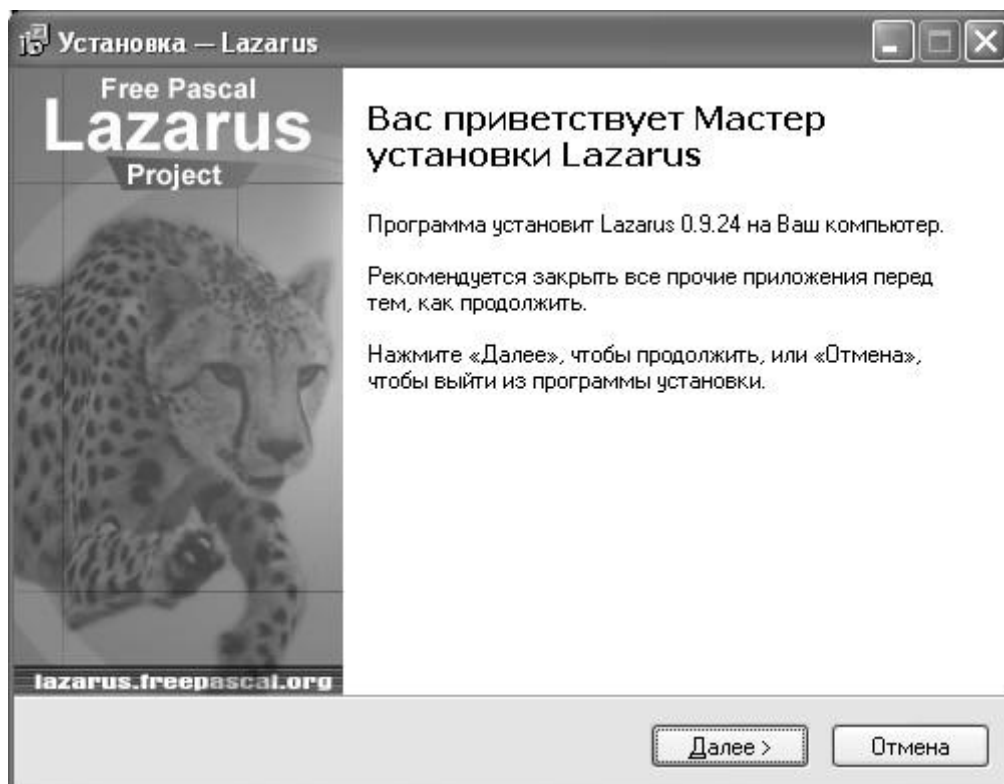 Установка — Lazarus
Free Pascal
Lazarus
Project
Вас приветствует Мастер
установки Lazarus
Программа установит Lazarus 0.9.24 на Ваш компьютер.
Рекомендуется закрыть все прочие приложения перед
тем, как продолжить.
Нажмите «Далее», чтобы продолжить, или «Отмена»,
чтобы выйти из программы установки.
lazarus.freepascal.org
Далее >
Отмена